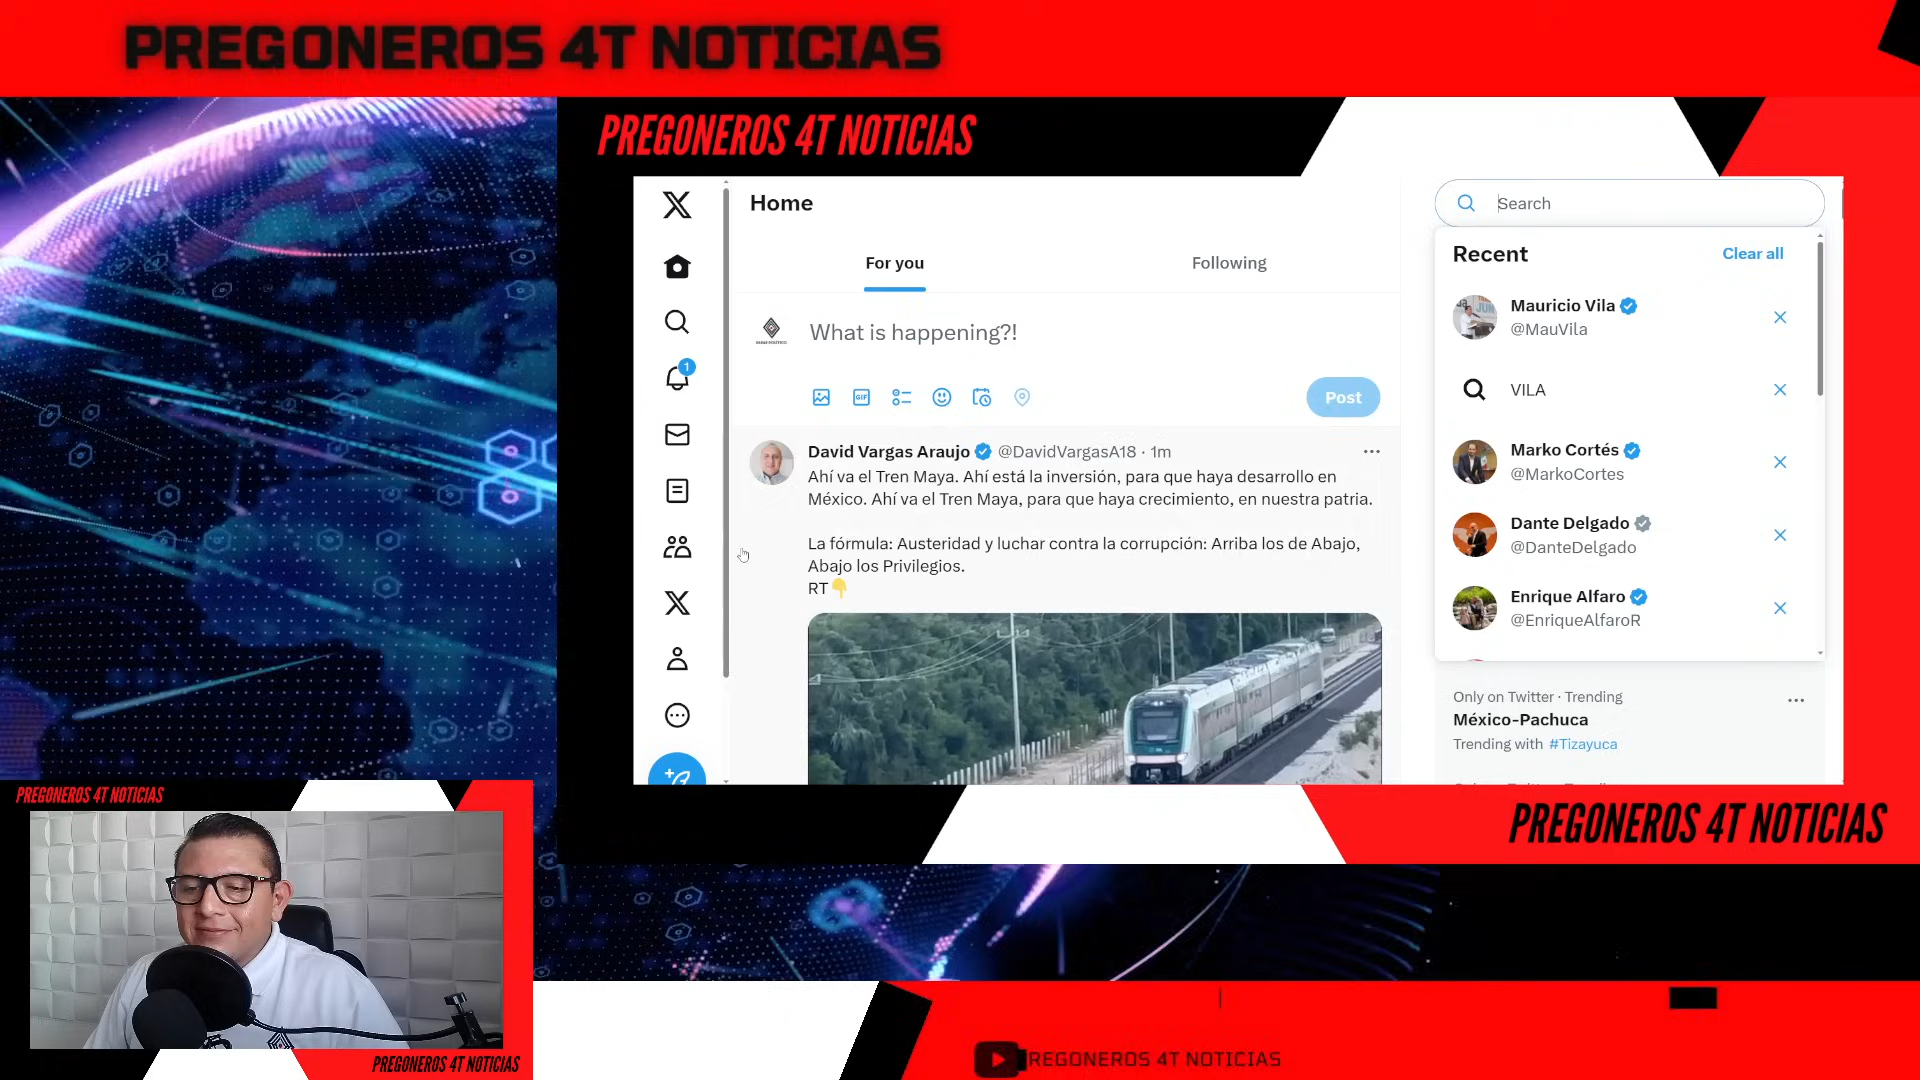 PREGONEROS 4T NOTICIAS
PREGONEROS 4T NOTICIAS
Home
For you
Following
What is happening?!
GIF
Post
1
David Vargas Araujo @DavidVargasA18 · 1m
Ahí va el Tren Maya. Ahí está la inversión, para que haya desarrollo en
México. Ahí va el Tren Maya, para que haya crecimiento, en nuestra patria.
La fórmula: Austeridad y luchar contra la corrupción: Arriba los de Abajo,
Abajo los Privilegios.
RT👇
Search
Recent
Clear all
Mauricio Vila
@MauVila
VILA
Marko Cortés
@MarkoCortes
Dante Delgado
@DanteDelgado
Enrique Alfaro
@EnriqueAlfaroR
Only on Twitter · Trending
México-Pachuca
Trending with #Tizayuca
PREGONEROS 4T NOTICIAS
PREGONEROS 4T NOTICIAS
PREGONEROS 4T NOTICIAS
REGONEROS 4T NOTICIAS